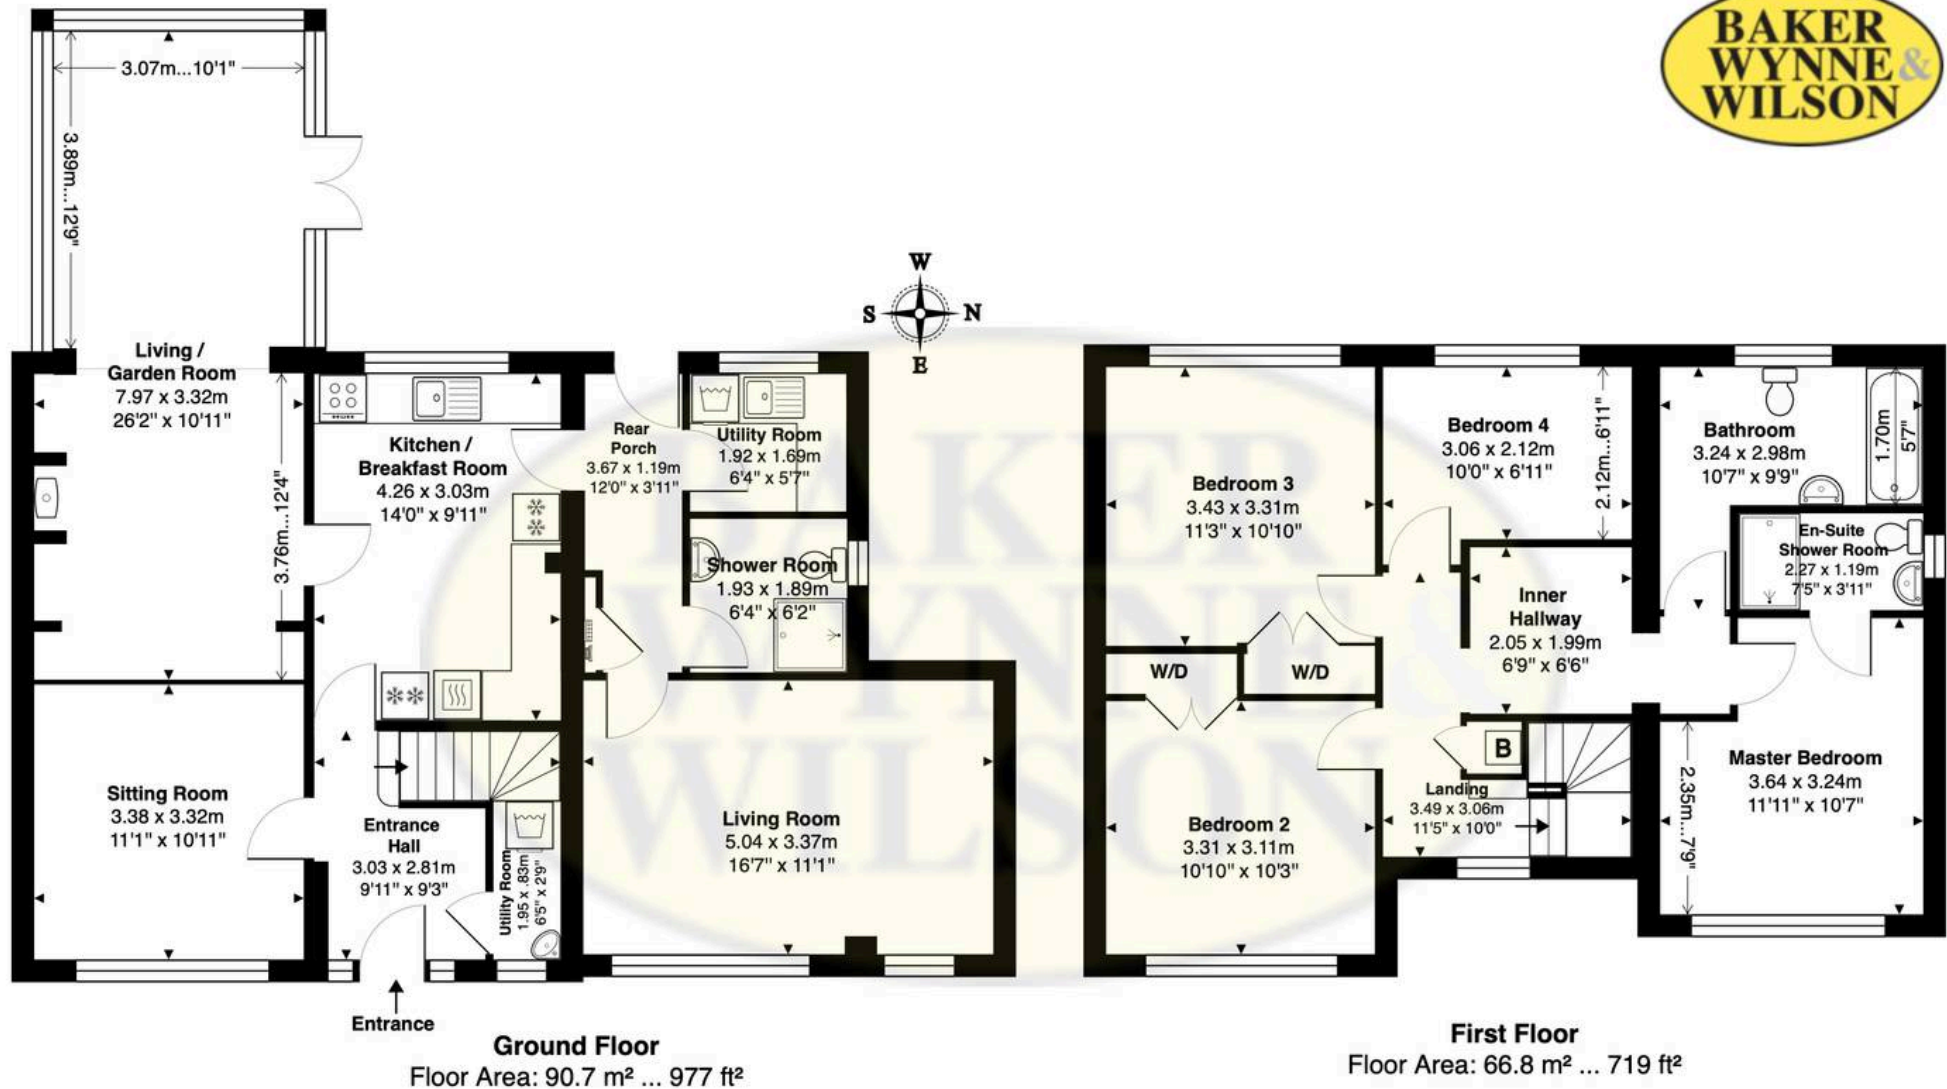 BAKER
WYNNE &
WILSON
3.07m...10'1"
3.89m...12'9"
Living /
Garden Room
7.97 x 3.32m
26'2" x 10'11"
3.76m...12'4"
Kitchen /
Breakfast Room
4.26 x 3.03m
14'0" x 9'11"
Rear
Porch
3.67 x 1.19m
12'0" x 3'11"
Utility Room
1.92 x 1.69m
6'4" x 5'7"
Shower Room
1.93 x 1.89m
6'4" x 6'2"
Sitting Room
3.38 x 3.32m
11'1" x 10'11"
Entrance
Hall
3.03 x 2.81m
9'11" x 9'3"
Utility Room
1.95 x .83m
6'5" x 2'9"
Living Room
5.04 x 3.37m
16'7" x 11'1"
Entrance
Ground Floor
Floor Area: 90.7 m² ... 977 ft²
W
S N
E
Bedroom 3
3.43 x 3.31m
11'3" x 10'10"
Bedroom 4
3.06 x 2.12m
10'0" x 6'11"
2.12m...6'11"
Bathroom
3.24 x 2.98m
10'7" x 9'9"
1.70m
5'7"
En-Suite
Shower Room
2.27 x 1.19m
7'5" x 3'11"
Inner
Hallway
2.05 x 1.99m
6'9" x 6'6"
W/D
W/D
B
Landing
3.49 x 3.06m
11'5" x 10'0"
Bedroom 2
3.31 x 3.11m
10'10" x 10'3"
2.35m...7'9"
Master Bedroom
3.64 x 3.24m
11'11" x 10'7"
First Floor
Floor Area: 66.8 m² ... 719 ft²
BAKER
WYNNE &
WILSON